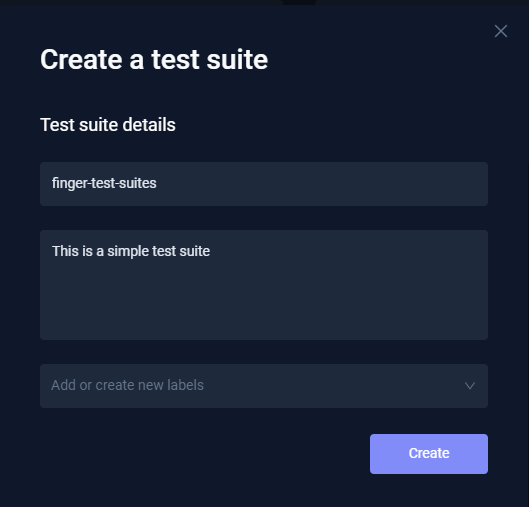 Create a test suite
Test suite details
finger-test-suites
This is a simple test suite
Add or create new labels
Create